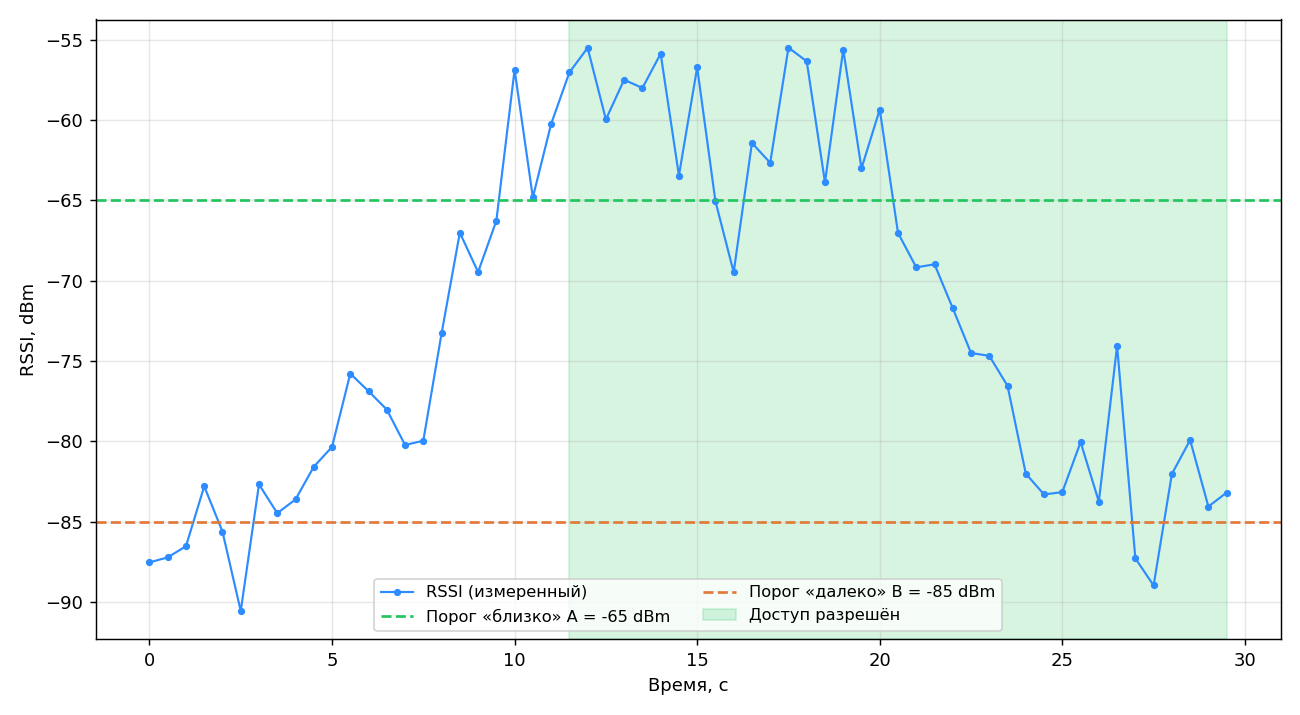 RSSI, dBm
−55
−60
−65
−70
−75
−80
−85
−90
RSSI (измеренный)
Порог «близко» A = -65 dBm
Порог «далеко» B = -85 dBm
Доступ разрешён
0 5 10 15 20 25 30
Время, с